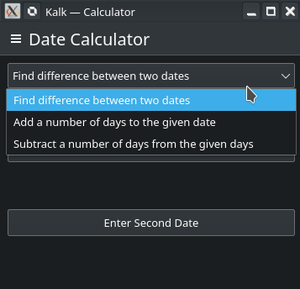 Kalk — Calculator
Date Calculator
Find difference between two dates
Find difference between two dates
Add a number of days to the given date
Subtract a number of days from the given days
Enter Second Date